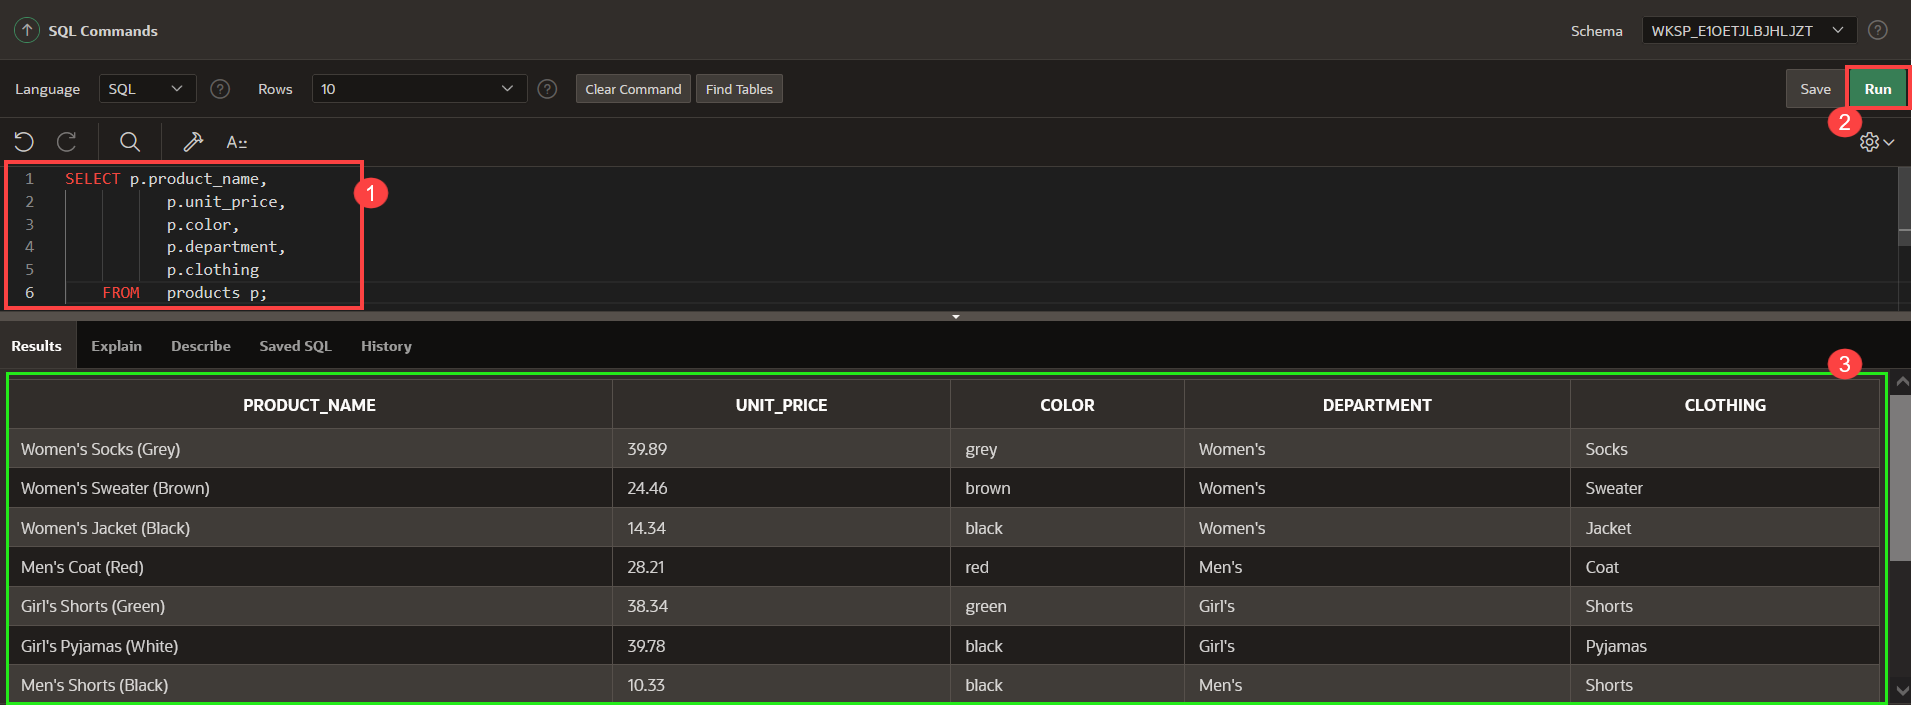 SQL Commands
Schema WKSP_E1OETJLBJHLJZT ?
Language SQL ? Rows 10 ? Clear Command Find Tables Save Run
2
A::
1 SELECT p.product_name,
1
2 p.unit_price,
3 p.color,
4 p.department,
5 p.clothing
6 FROM products p;
Results Explain Describe Saved SQL History
3
PRODUCT_NAME UNIT_PRICE COLOR DEPARTMENT CLOTHING
Women's Socks (Grey) 39.89 grey Women's Socks
Women's Sweater (Brown) 24.46 brown Women's Sweater
Women's Jacket (Black) 14.34 black Women's Jacket
Men's Coat (Red) 28.21 red Men's Coat
Girl's Shorts (Green) 38.34 green Girl's Shorts
Girl's Pyjamas (White) 39.78 black Girl's Pyjamas
Men's Shorts (Black) 10.33 black Men's Shorts